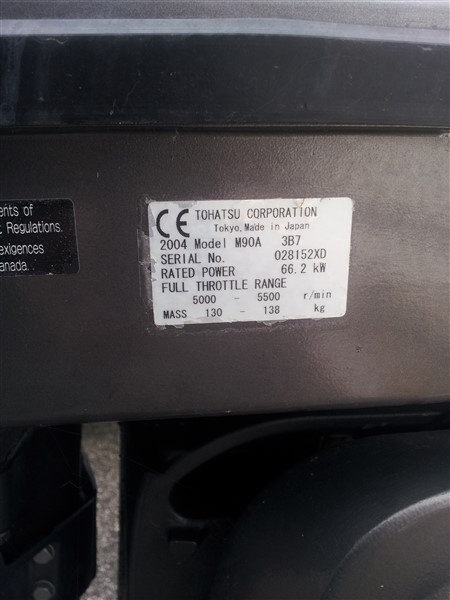 ents of
Regulations.
exigences
anada.
CE TOHATSU CORPORATION
Tokyo, Made in Japan
2004 Model M90A 3B7
SERIAL No. 028152XD
RATED POWER 66.2 kW
FULL THROTTLE RANGE
5000 - 5500 r/min
MASS 130 - 138 kg